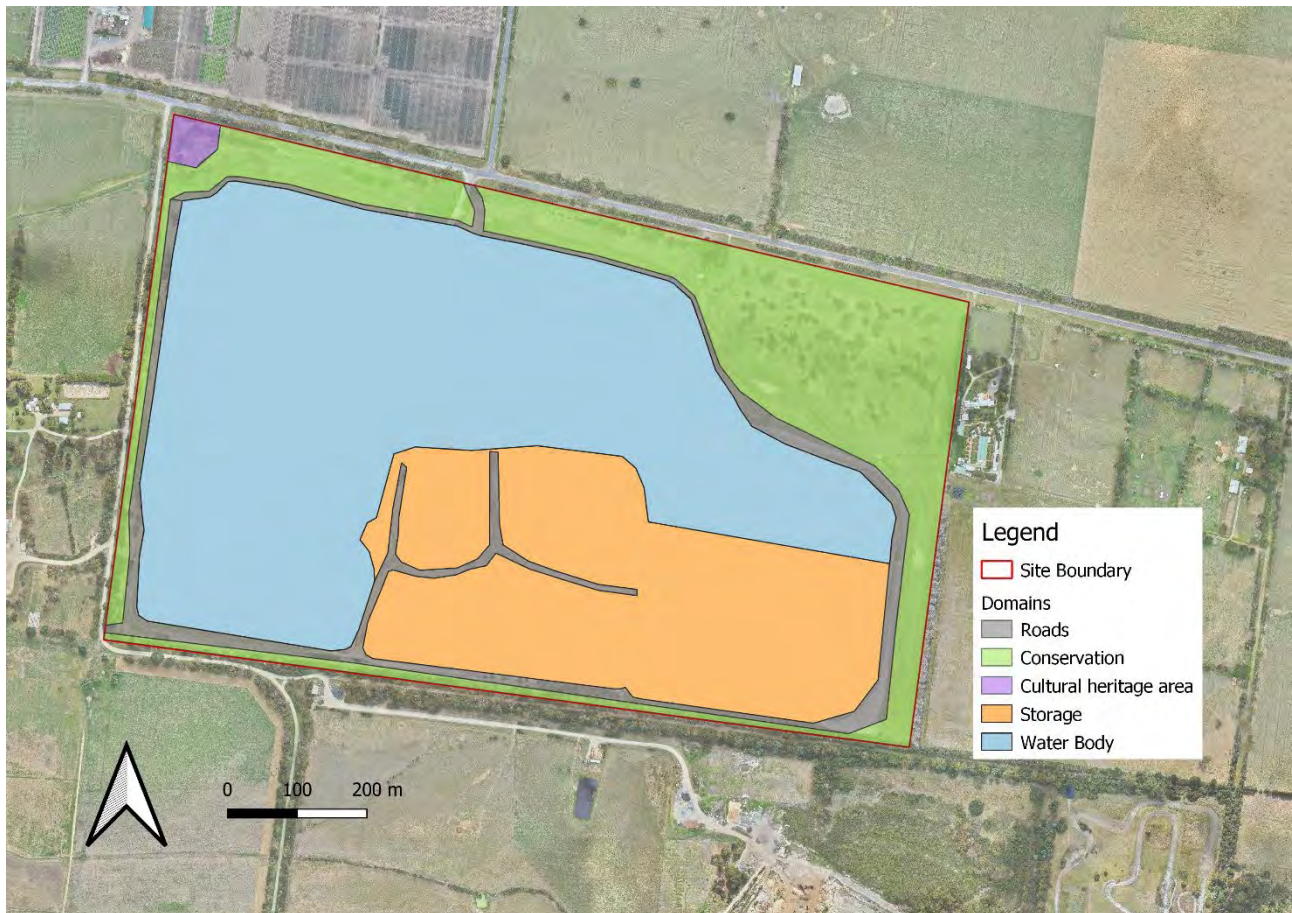 Legend
Site Boundary
Domains
Roads
Conservation
Cultural heritage area
Storage
Water Body
0 100 200 m